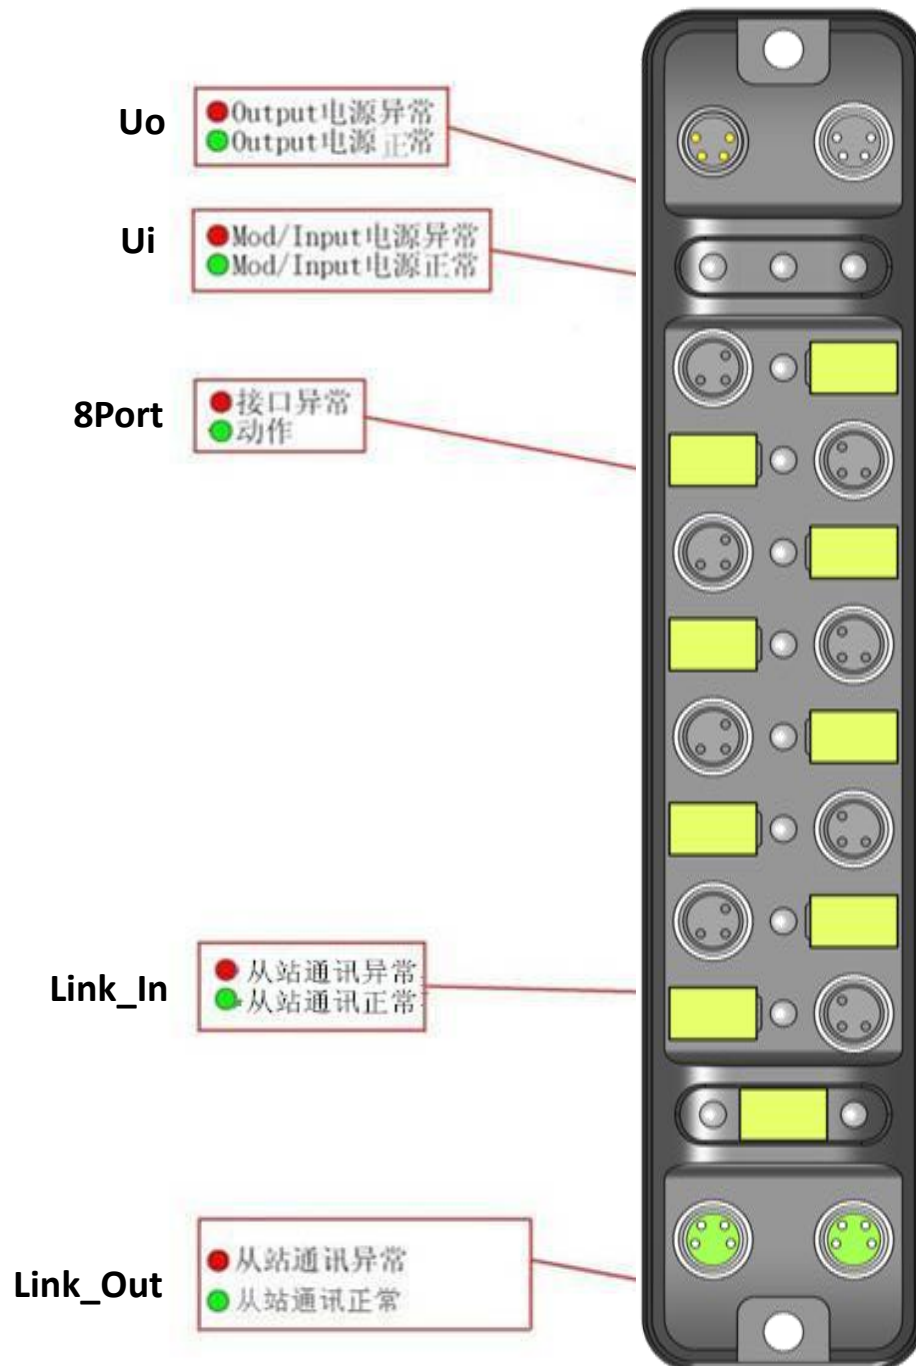 Uo
Output电源异常
Output电源正常
Ui
Mod/Input电源异常
Mod/Input电源正常
8Port
接口异常
动作
Link_In
从站通讯异常
从站通讯正常
Link_Out
从站通讯异常
从站通讯正常